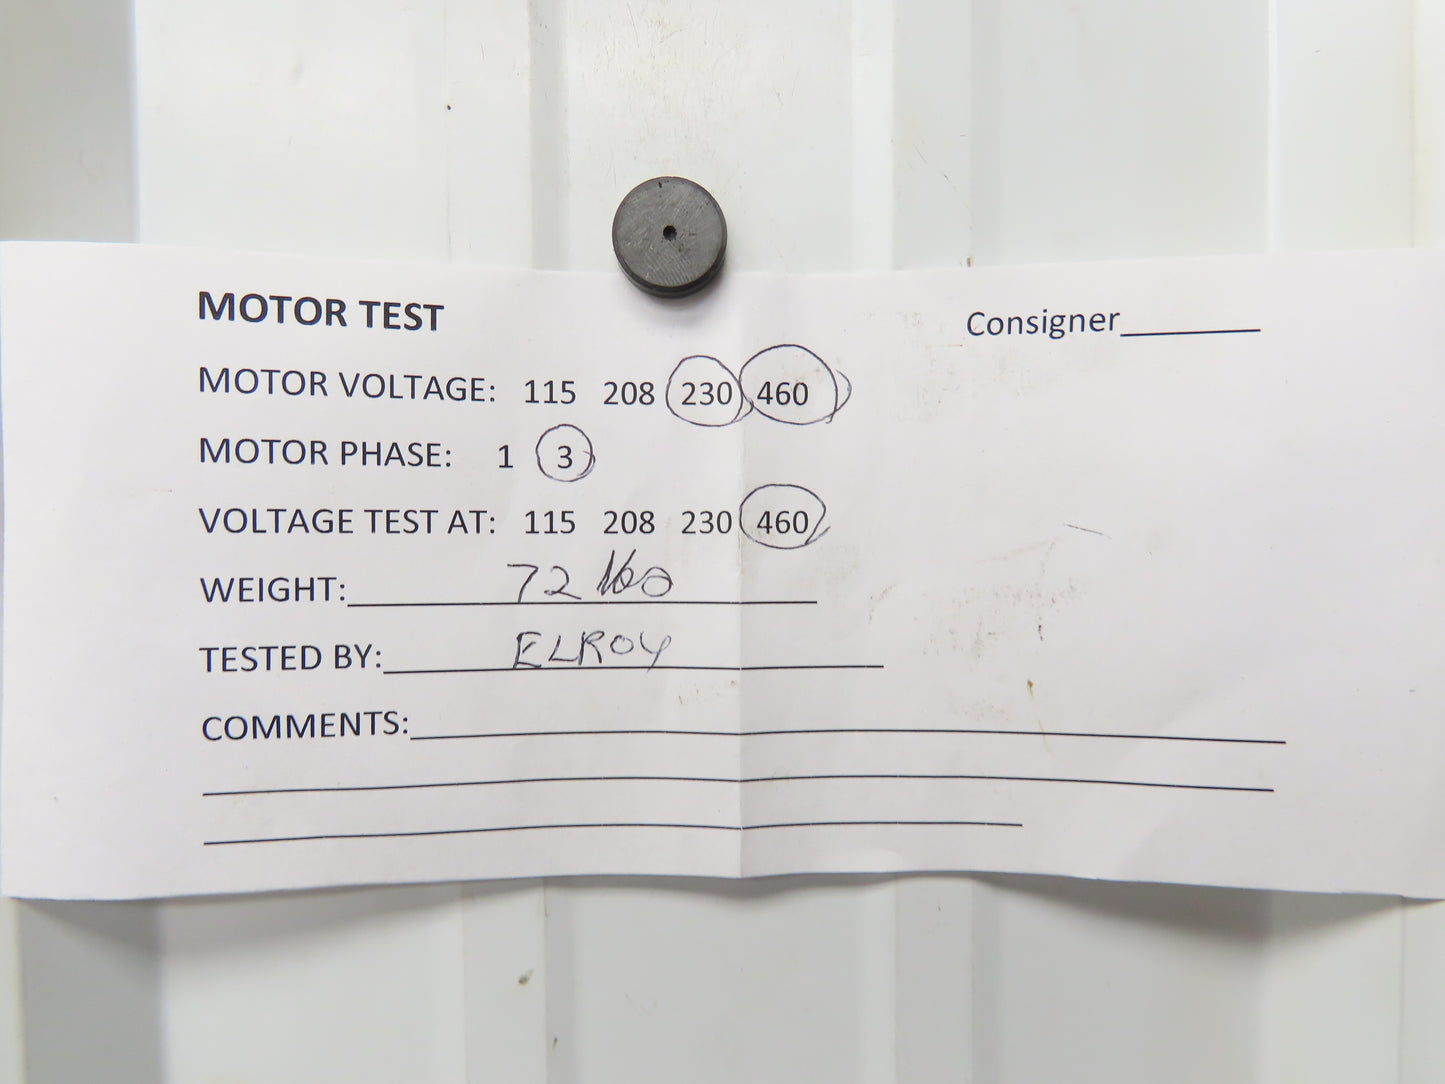 MOTOR TEST
Consigner
MOTOR VOLTAGE: 115 208 230 460
MOTOR PHASE: 1 3
VOLTAGE TEST AT: 115 208 230 460
WEIGHT: 72 lbs
TESTED BY: ELROY
COMMENTS: